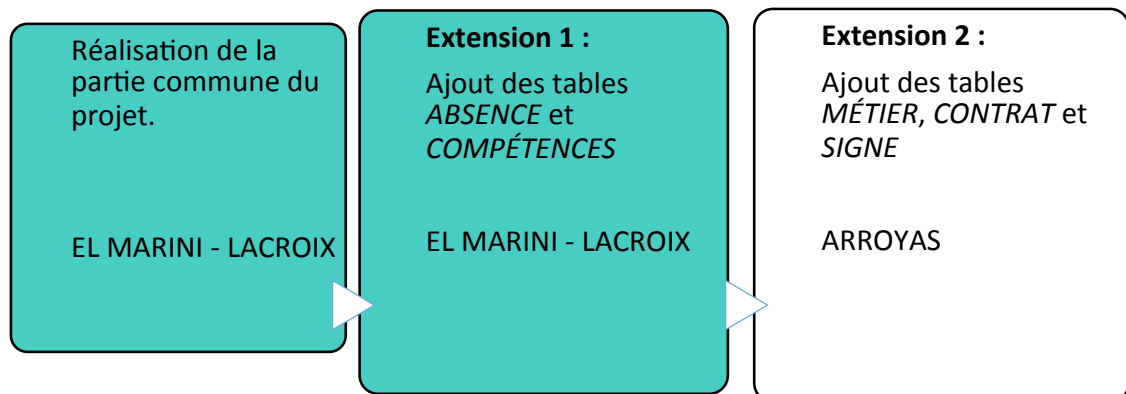 Réalisation de la
partie commune du
projet.
EL MARINI - LACROIX
Extension 1 :
Ajout des tables
ABSENCE et
COMPÉTENCES
EL MARINI - LACROIX
Extension 2 :
Ajout des tables
MÉTIER, CONTRAT et
SIGNE
ARROYAS